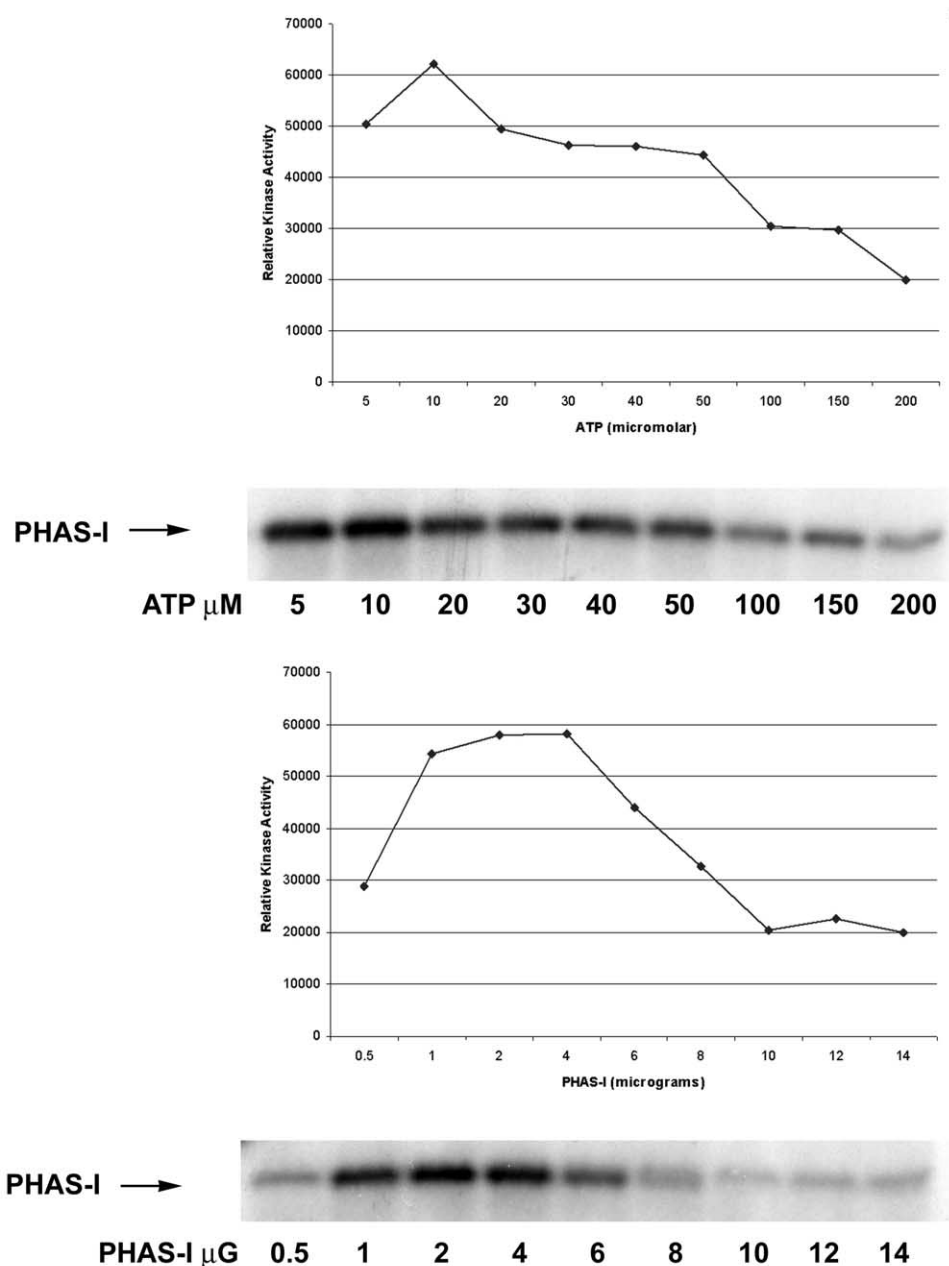 70000
60000
50000
40000
30000
20000
10000
0
Relative Kinase Activity
5 10 20 30 40 50 100 150 200
ATP (micromolar)
PHAS-I
ATP μM 5 10 20 30 40 50 100 150 200
70000
60000
50000
40000
30000
20000
10000
0
Relative Kinase Activity
0.5 1 2 4 6 8 10 12 14
PHAS-I (micrograms)
PHAS-I
PHAS-I μG 0.5 1 2 4 6 8 10 12 14